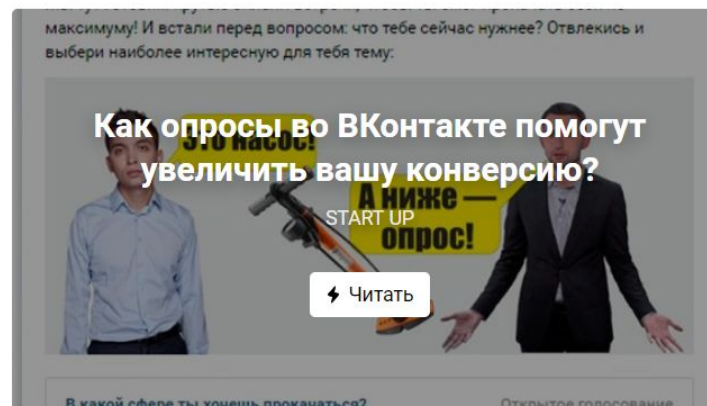 максимуму! И встали перед вопросом: что тебе сейчас нужнее? Отвлекись и
выбери наиболее интересную для тебя тему:
Как опросы во ВКонтакте помогут
Это насос!
увеличить вашу конверсию?
А ниже —
START UP
опрос!
Читать
В какой сфере ты хочешь прокачаться?
Открытое голосование